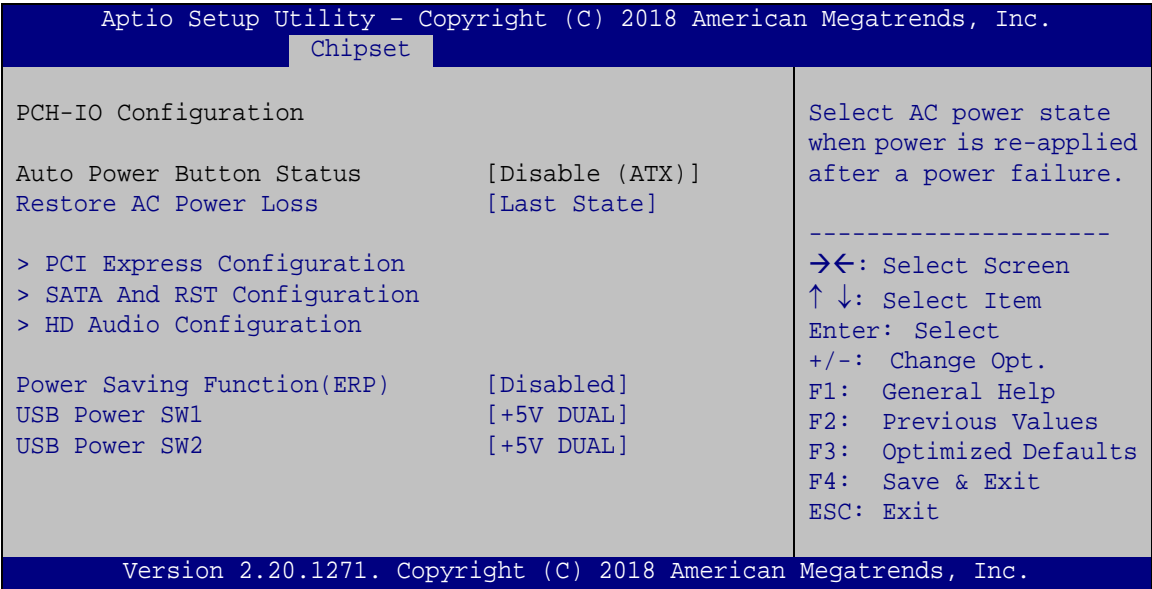 Aptio Setup Utility – Copyright (C) 2018 American Megatrends, Inc.
Chipset
PCH-IO Configuration
Auto Power Button Status [Disable (ATX)]
Restore AC Power Loss [Last State]
> PCI Express Configuration
> SATA And RST Configuration
> HD Audio Configuration
Power Saving Function(ERP) [Disabled]
USB Power SW1 [+5V DUAL]
USB Power SW2 [+5V DUAL]
Select AC power state
when power is re-applied
after a power failure.
---------------------
→←: Select Screen
↑ ↓: Select Item
Enter: Select
+/-: Change Opt.
F1: General Help
F2: Previous Values
F3: Optimized Defaults
F4: Save & Exit
ESC: Exit
Version 2.20.1271. Copyright (C) 2018 American Megatrends, Inc.